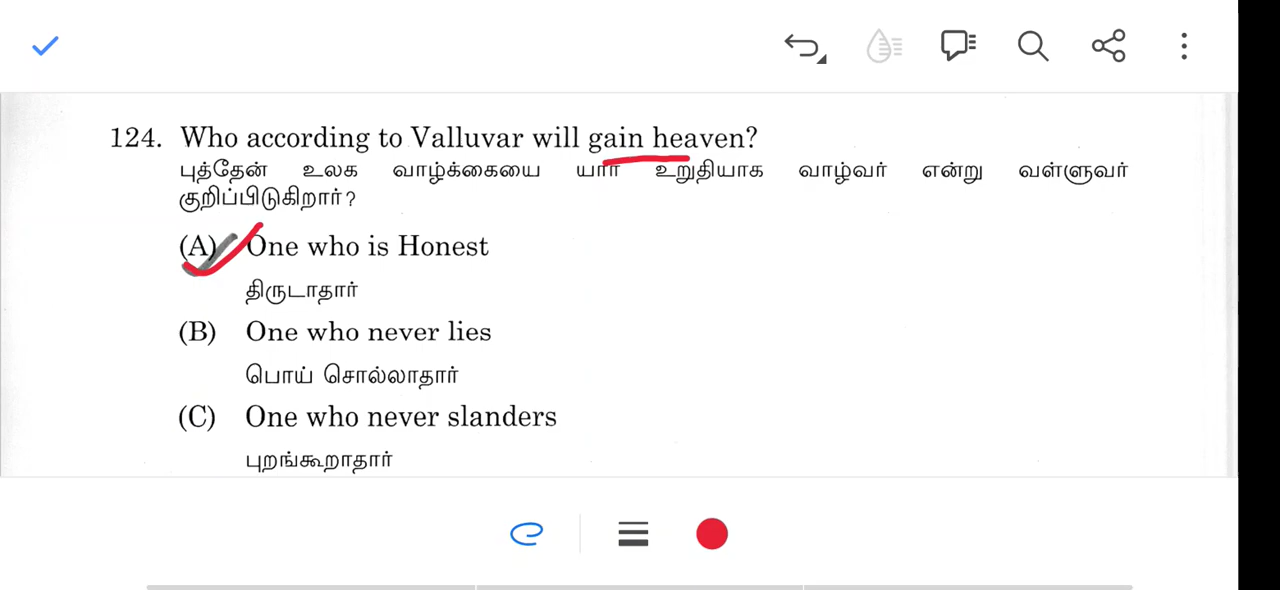 124. Who according to Valluvar will gain heaven?
புத்தேன் உலக வாழ்க்கையை யார் உறுதியாக வாழ்வர் என்று வள்ளுவர்
குறிப்பிடுகிறார்?
(A) One who is Honest
திருடாதார்
(B) One who never lies
பொய் சொல்லாதார்
(C) One who never slanders
புறங்கூறாதார்